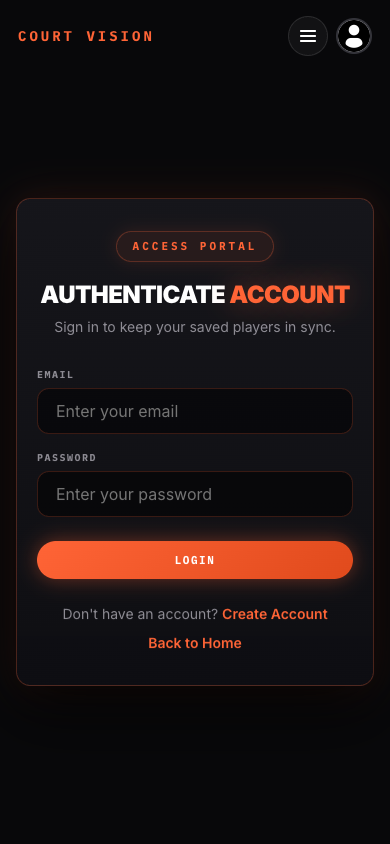 COURT VISION
ACCESS PORTAL
AUTHENTICATE ACCOUNT
Sign in to keep your saved players in sync.
EMAIL
Enter your email
PASSWORD
Enter your password
LOGIN
Don't have an account? Create Account
Back to Home